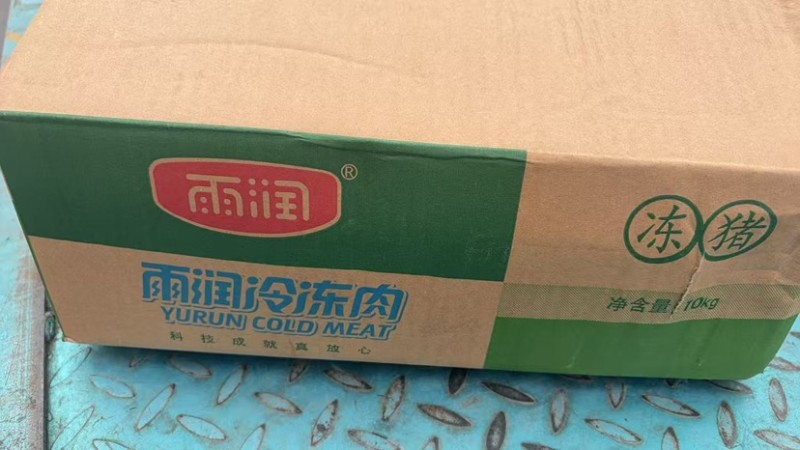 雨润®
雨润冷冻肉
YURUN COLD MEAT
科技成就真放心
冻猪
净含量:10kg